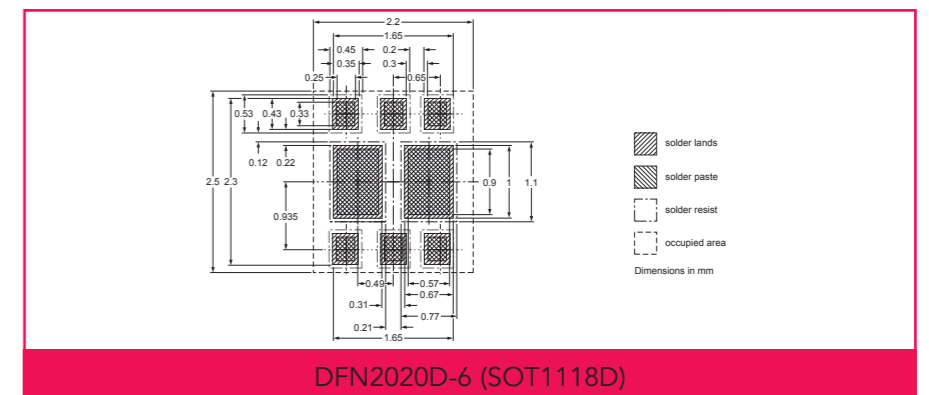 2.2
1.65
0.45 0.2
0.35 0.3
0.25 0.65
0.53 0.43 0.33
0.12 0.22
2.5 2.3
0.9 1 1.1
0.935
0.49 0.57
0.31 0.67
0.77
0.21
1.65
solder lands
solder paste
solder resist
occupied area
Dimensions in mm
DFN2020D-6 (SOT1118D)